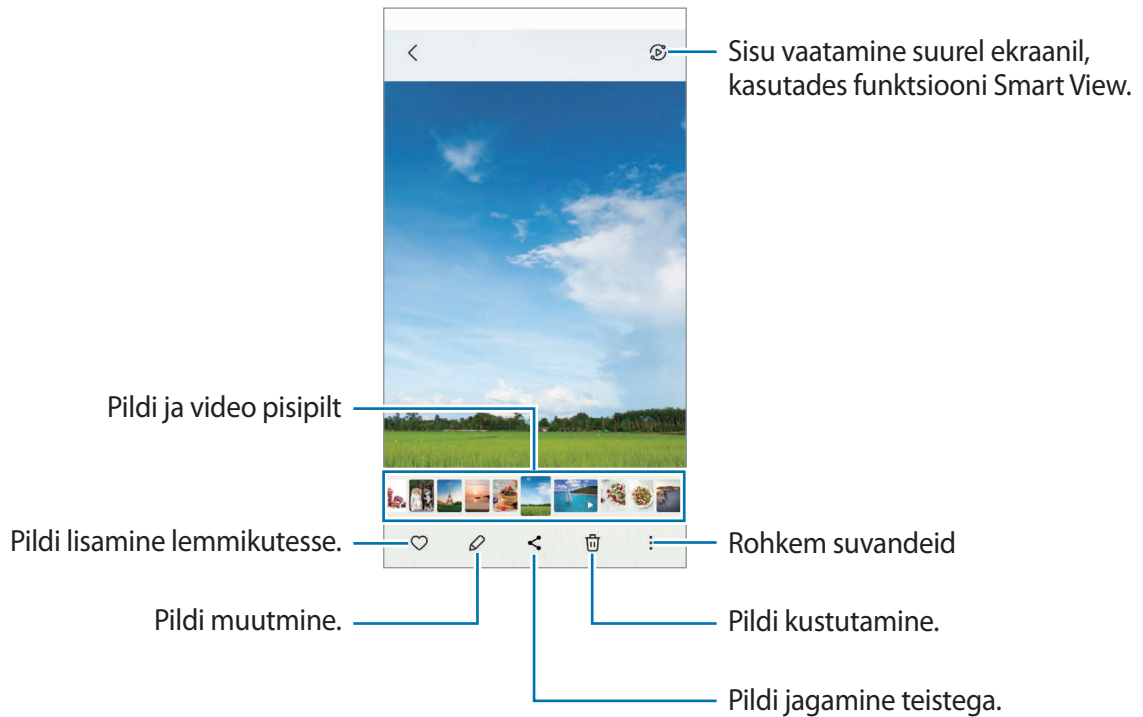 Sisu vaatamine suurel ekraanil,
kasutades funktsiooni Smart View.
Pildi ja video pisipilt
Pildi lisamine lemmikutesse.
Rohkem suvandeid
Pildi muutmine.
Pildi kustutamine.
Pildi jagamine teistega.